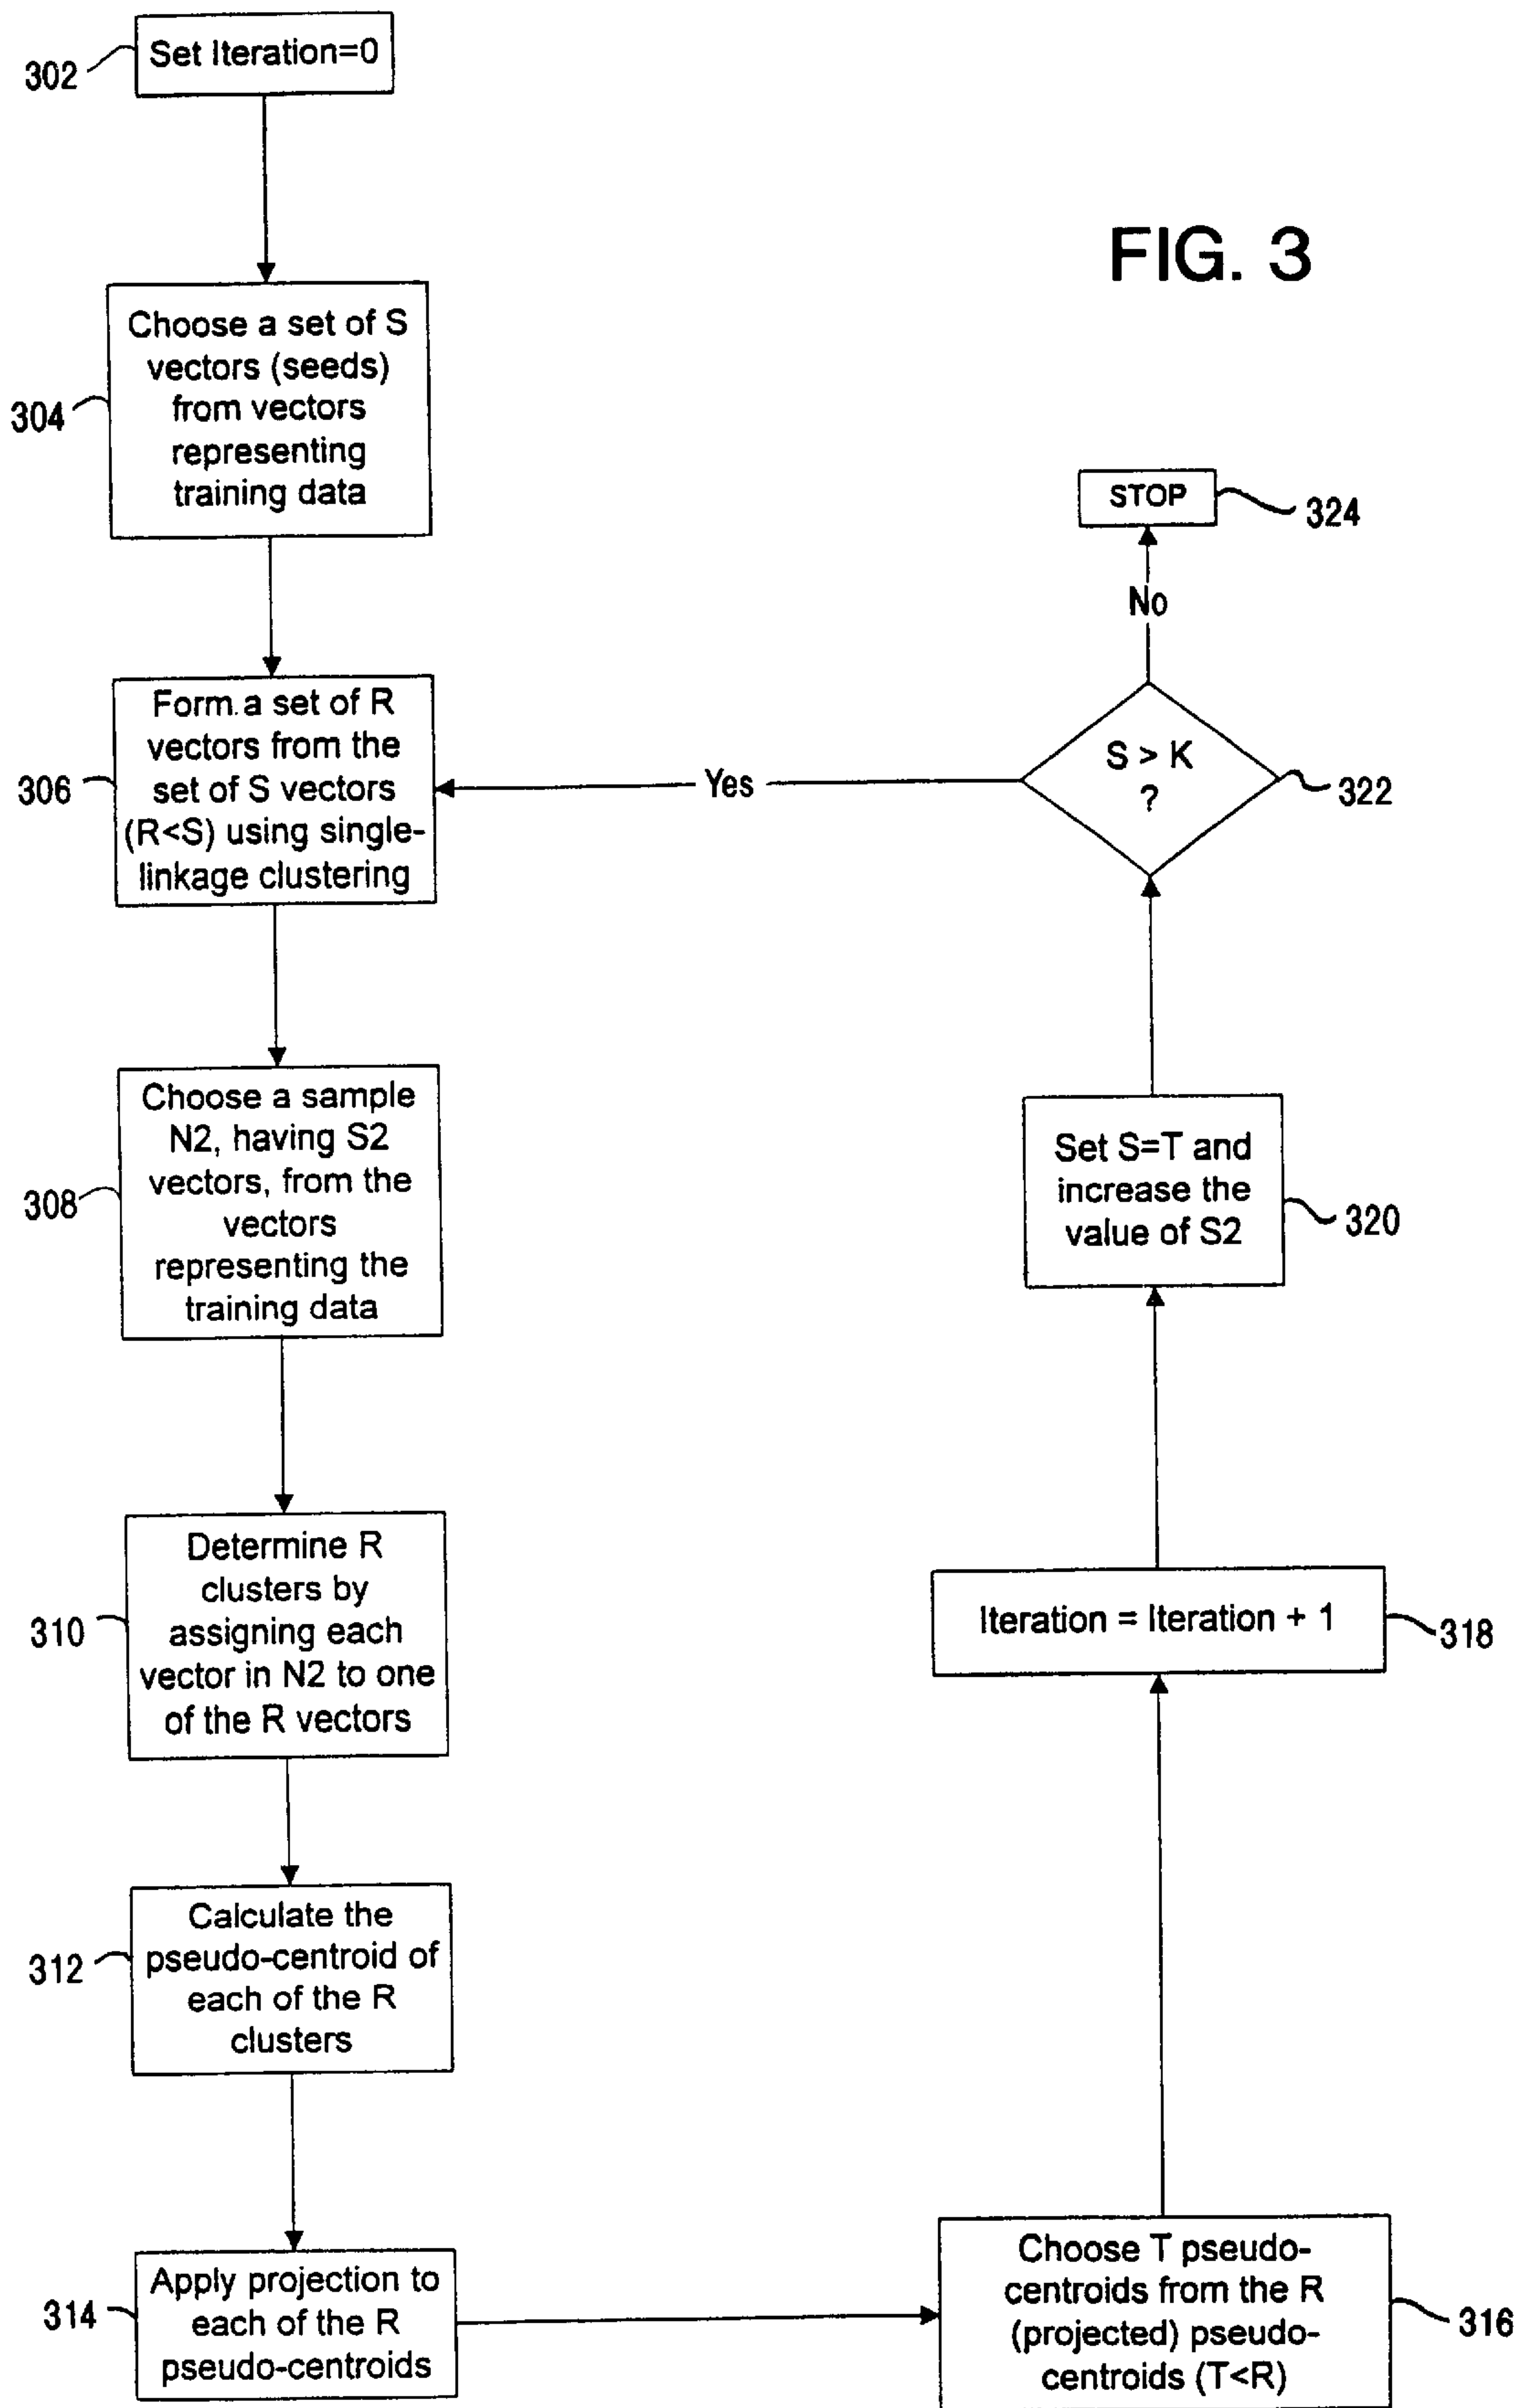 302
Set Iteration=0
FIG. 3
304
Choose a set of S
vectors (seeds)
from vectors
representing
training data
306
Form a set of R
vectors from the
set of S vectors
(R<S) using single-
linkage clustering
308
Choose a sample
N2, having S2
vectors, from the
vectors
representing the
training data
310
Determine R
clusters by
assigning each
vector in N2 to one
of the R vectors
312
Calculate the
pseudo-centroid of
each of the R
clusters
314
Apply projection to
each of the R
pseudo-centroids
Choose T pseudo-
centroids from the R
(projected) pseudo-
centroids (T<R)
316
Iteration = Iteration + 1
318
Set S=T and
increase the
value of S2
320
S > K
?
322
Yes
No
STOP
324